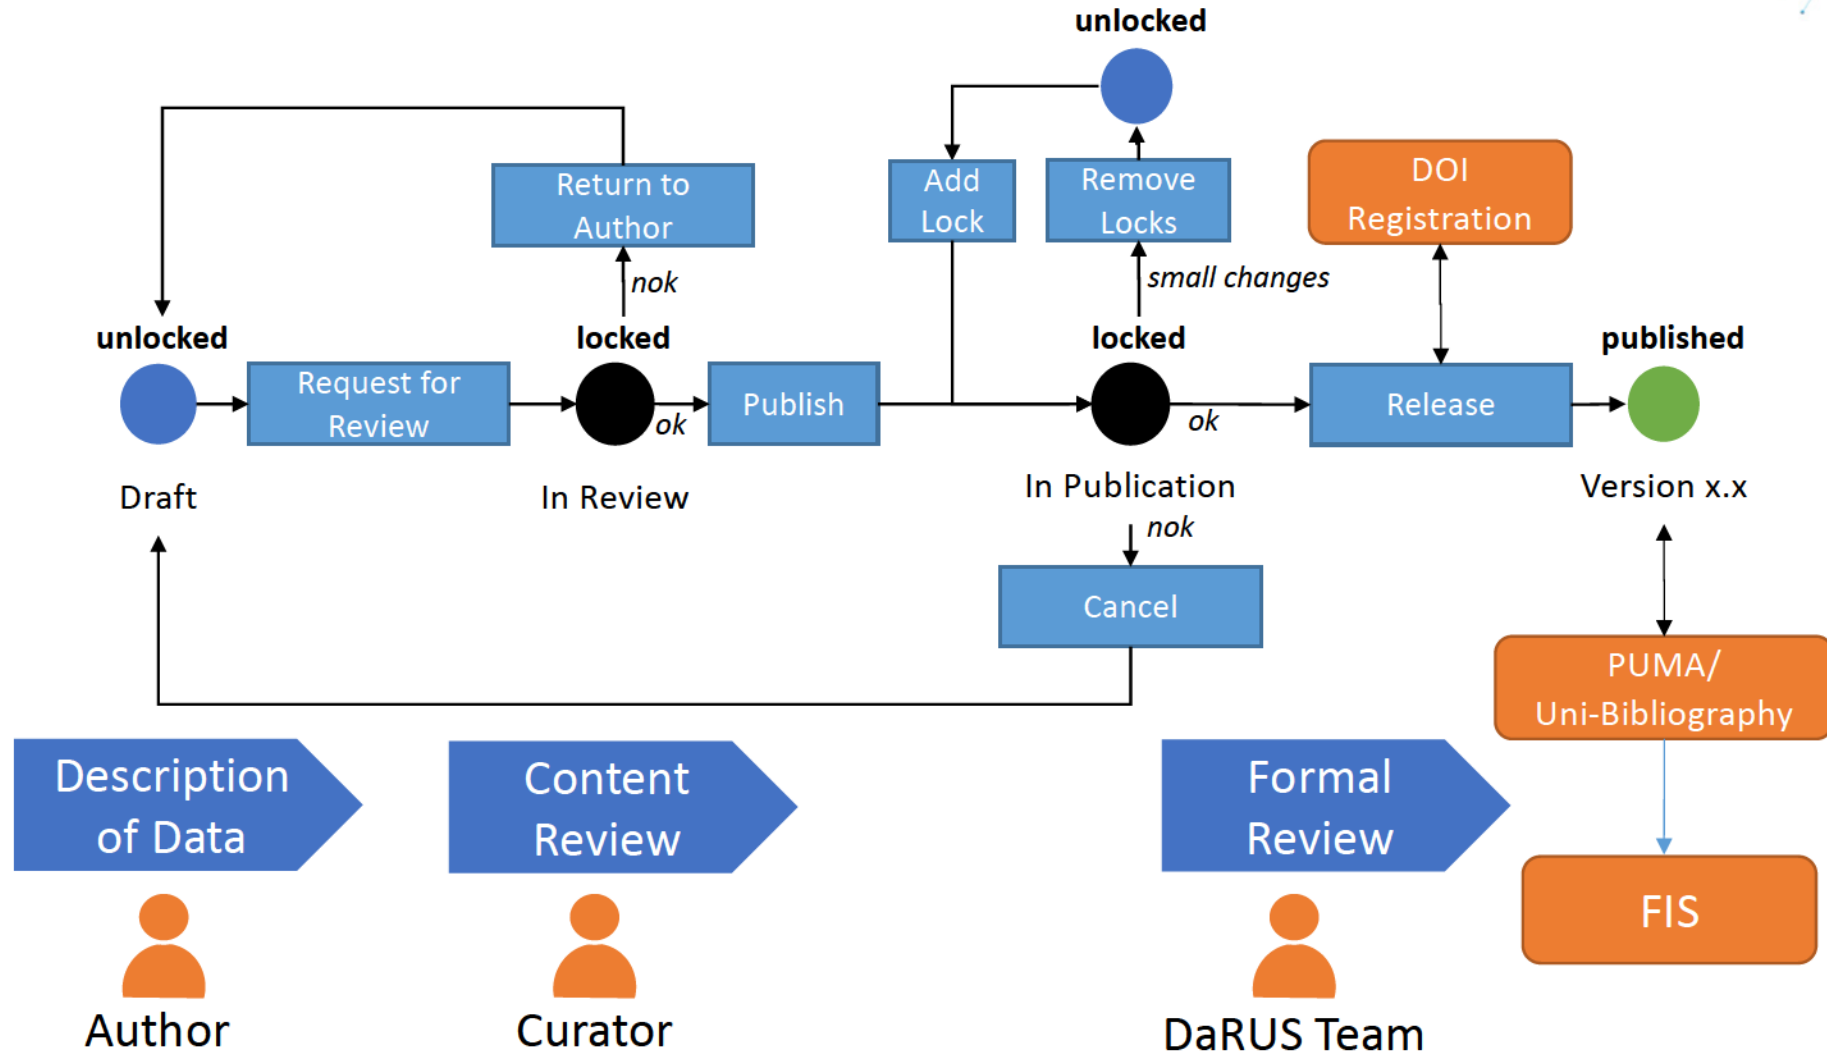 unlocked
Return to
Author
Add
Lock
Remove
Locks
DOI
Registration
nok
small changes
unlocked
locked
locked
published
Request for
Review
ok
Publish
ok
Release
Draft
In Review
In Publication
Version x.x
nok
Cancel
PUMA/
Uni-Bibliography
Description
of Data
Content
Review
Formal
Review
FIS
Author
Curator
DaRUS Team